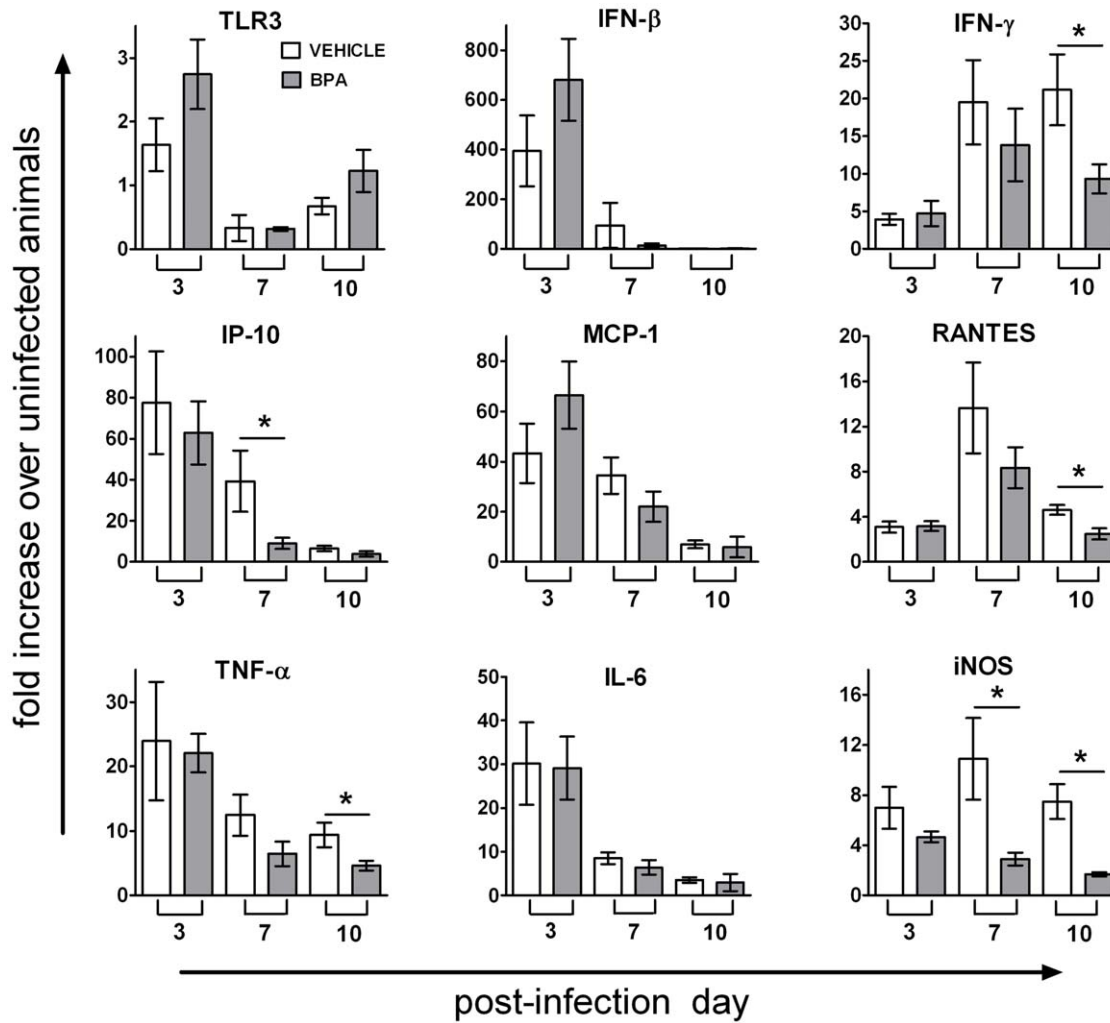 fold increase over uninfected animals
TLR3
VEHICLE
BPA
3
2
1
0
3 7 10
IFN-β
800
600
400
200
0
3 7 10
IFN-γ
30
25
20
15
10
5
0
*
3 7 10
IP-10
100
80
60
40
20
0
*
3 7 10
MCP-1
80
60
40
20
0
3 7 10
RANTES
20
16
12
8
4
0
*
3 7 10
TNF-α
30
20
10
0
*
3 7 10
IL-6
50
40
30
20
10
0
3 7 10
iNOS
16
12
8
4
0
*
*
3 7 10
post-infection day